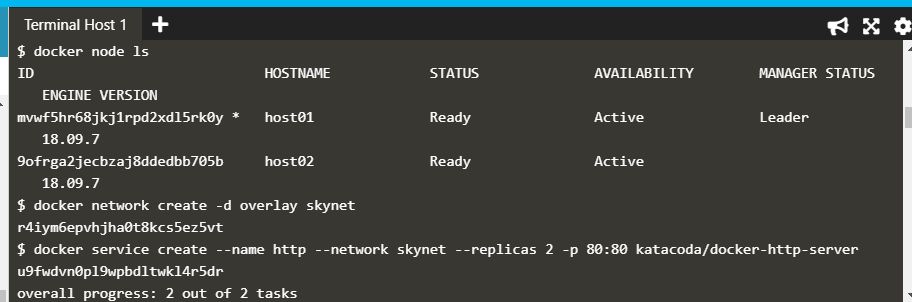 Terminal Host 1
$ docker node ls
ID HOSTNAME STATUS AVAILABILITY MANAGER STATUS
ENGINE VERSION
mvwf5hr68jkj1rpd2xdl5rk0y * host01 Ready Active Leader
18.09.7
9ofrga2jecbzaj8ddedbb705b host02 Ready Active
18.09.7
$ docker network create -d overlay skynet
r4iym6epvhjha0t8kcs5ez5vt
$ docker service create --name http --network skynet --replicas 2 -p 80:80 katacoda/docker-http-server
u9fwdvn0pl9wpbdltwkl4r5dr
overall progress: 2 out of 2 tasks